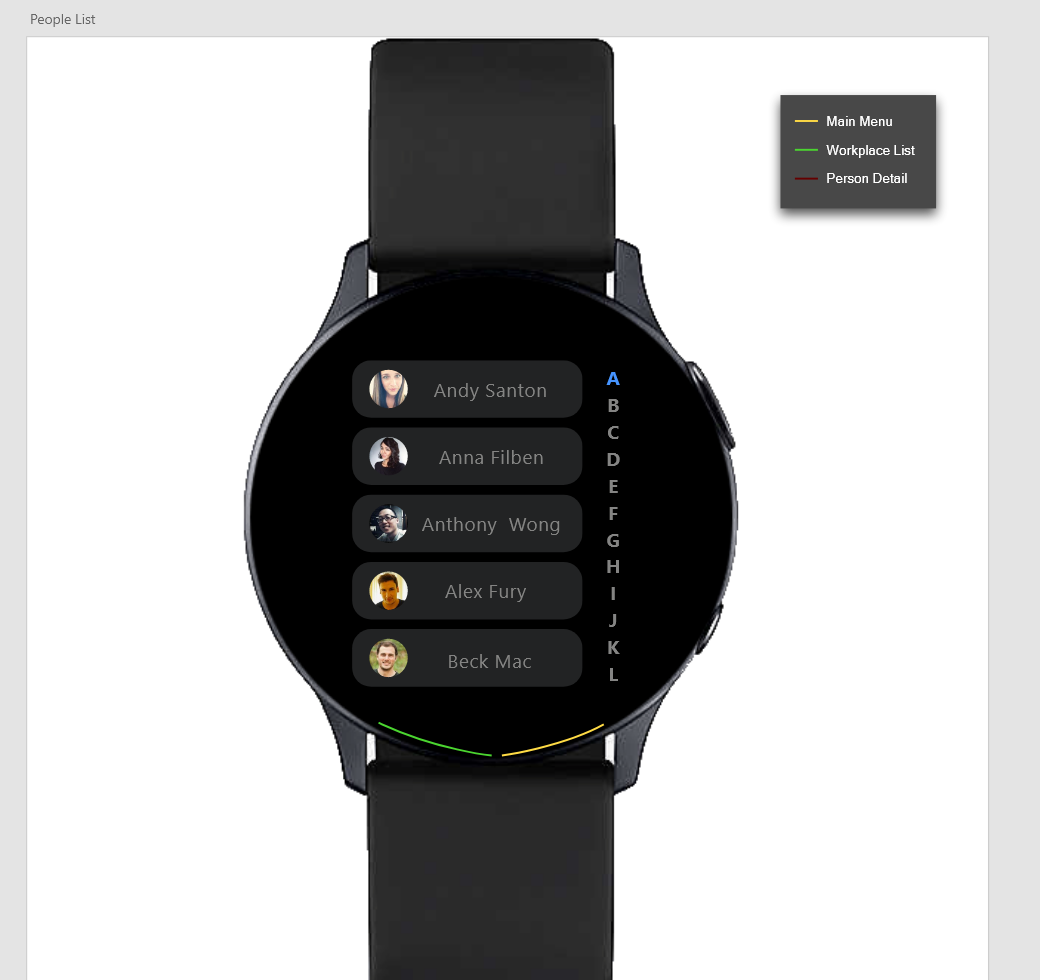 People List
Main Menu
Workplace List
Person Detail
Andy Santon
Anna Filben
Anthony  Wong
Alex Fury
Beck Mac
A
B
C
D
E
F
G
H
I
J
K
L